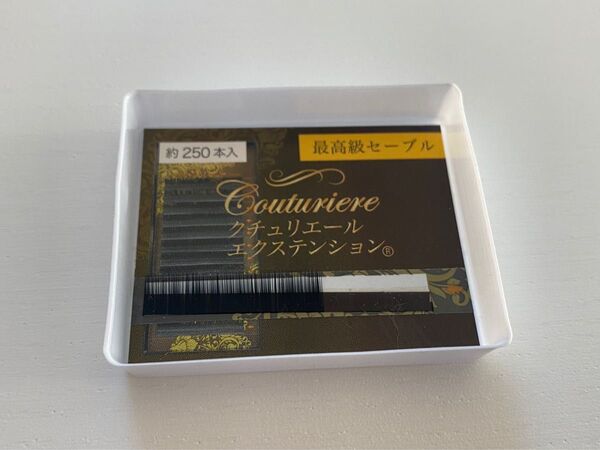 約250本入
最高級セーブル
Couturiere
クチュリエール
エクステンション®